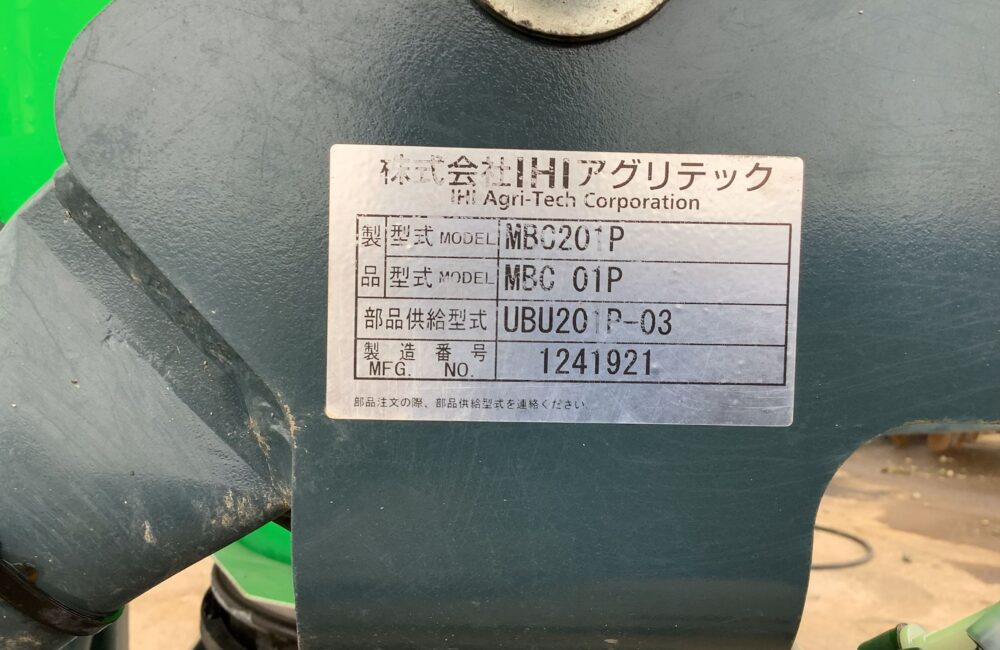 株式会社IHIアグリテック
IHI Agri-Tech Corporation
製品
型式 MODEL MBC201P
型式 MODEL MBC 01P
部品供給型式 UBU201P-03
製造番号 1241921
MFG. NO.
部品注文の際、部品供給型式を連絡ください